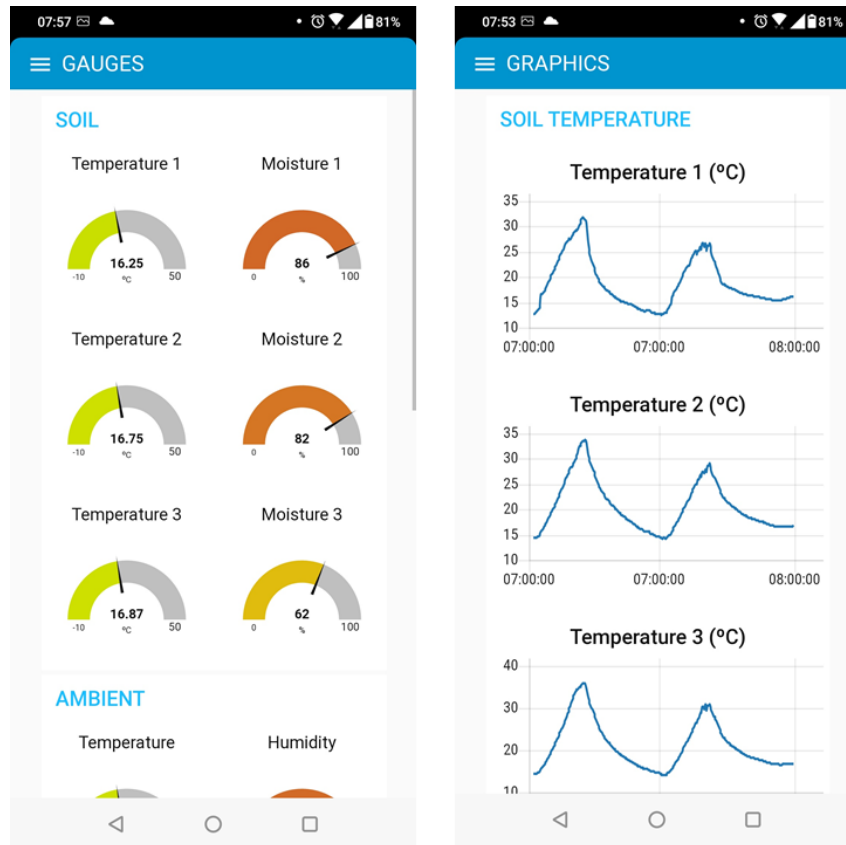 07:57 81%
GAUGES
SOIL
Temperature 1 Moisture 1
16.25 86
-10 ºC 50 0 % 100
Temperature 2 Moisture 2
16.75 82
-10 ºC 50 0 % 100
Temperature 3 Moisture 3
16.87 62
-10 ºC 50 0 % 100
AMBIENT
Temperature Humidity
07:53 81%
GRAPHICS
SOIL TEMPERATURE
Temperature 1 (ºC)
35
30
25
20
15
10
07:00:00 07:00:00 08:00:00
Temperature 2 (ºC)
35
30
25
20
15
10
07:00:00 07:00:00 08:00:00
Temperature 3 (ºC)
40
30
20
10